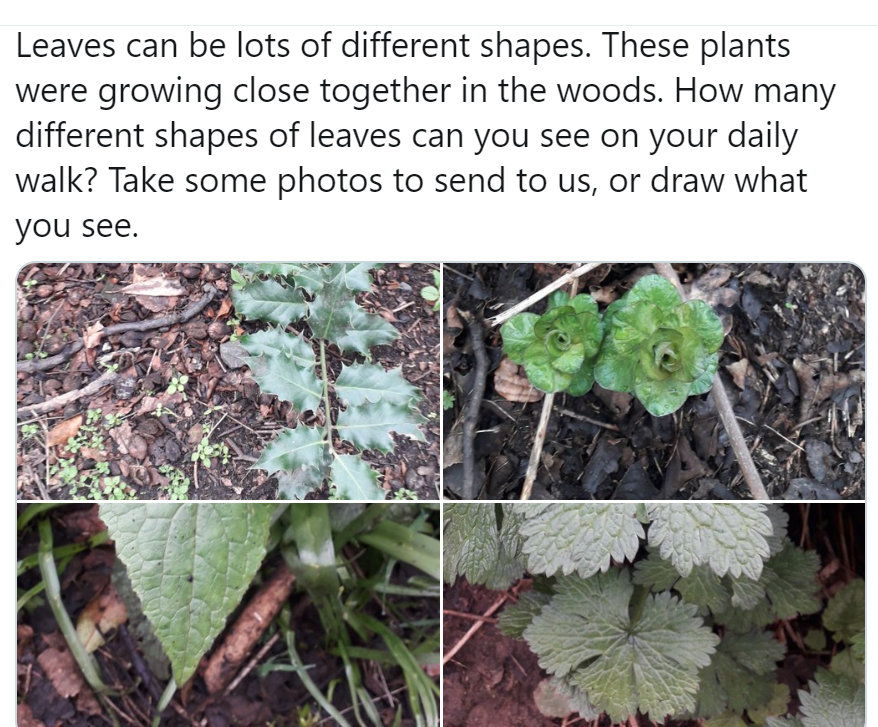 Leaves can be lots of different shapes. These plants
were growing close together in the woods. How many
different shapes of leaves can you see on your daily
walk? Take some photos to send to us, or draw what
you see.